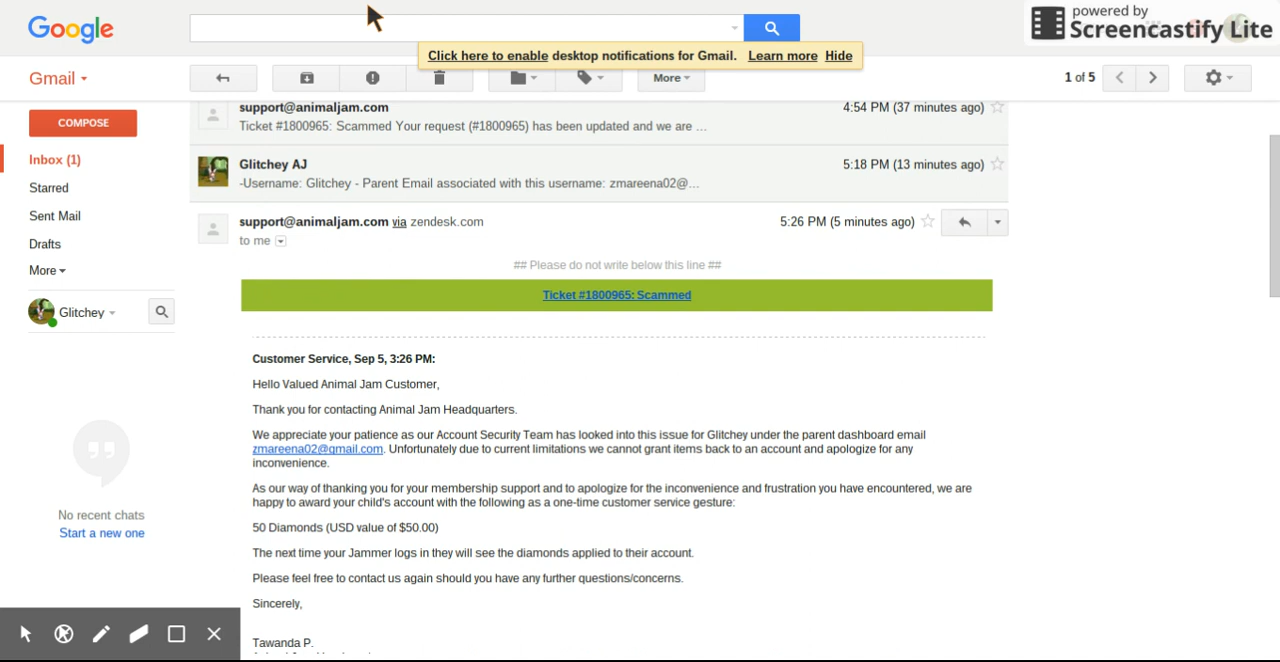 Google
powered by
Screencastify Lite
Click here to enable desktop notifications for Gmail. Learn more Hide
Gmail
More
1 of 5
COMPOSE
Inbox (1)
Starred
Sent Mail
Drafts
More
Glitchey
No recent chats
Start a new one
support@animaljam.com 4:54 PM (37 minutes ago)
Ticket #1800965: Scammed Your request (#1800965) has been updated and we are ...
Glitchey AJ 5:18 PM (13 minutes ago)
-Username: Glitchey - Parent Email associated with this username: zmareena02@...
support@animaljam.com via zendesk.com 5:26 PM (5 minutes ago)
to me
## Please do not write below this line ##
Ticket #1800965: Scammed
Customer Service, Sep 5, 3:26 PM:
Hello Valued Animal Jam Customer,
Thank you for contacting Animal Jam Headquarters.
We appreciate your patience as our Account Security Team has looked into this issue for Glitchey under the parent dashboard email
zmareena02@gmail.com. Unfortunately due to current limitations we cannot grant items back to an account and apologize for any
inconvenience.
As our way of thanking you for your membership support and to apologize for the inconvenience and frustration you have encountered, we are
happy to award your child's account with the following as a one-time customer service gesture:
50 Diamonds (USD value of $50.00)
The next time your Jammer logs in they will see the diamonds applied to their account.
Please feel free to contact us again should you have any further questions/concerns.
Sincerely,
Tawanda P.